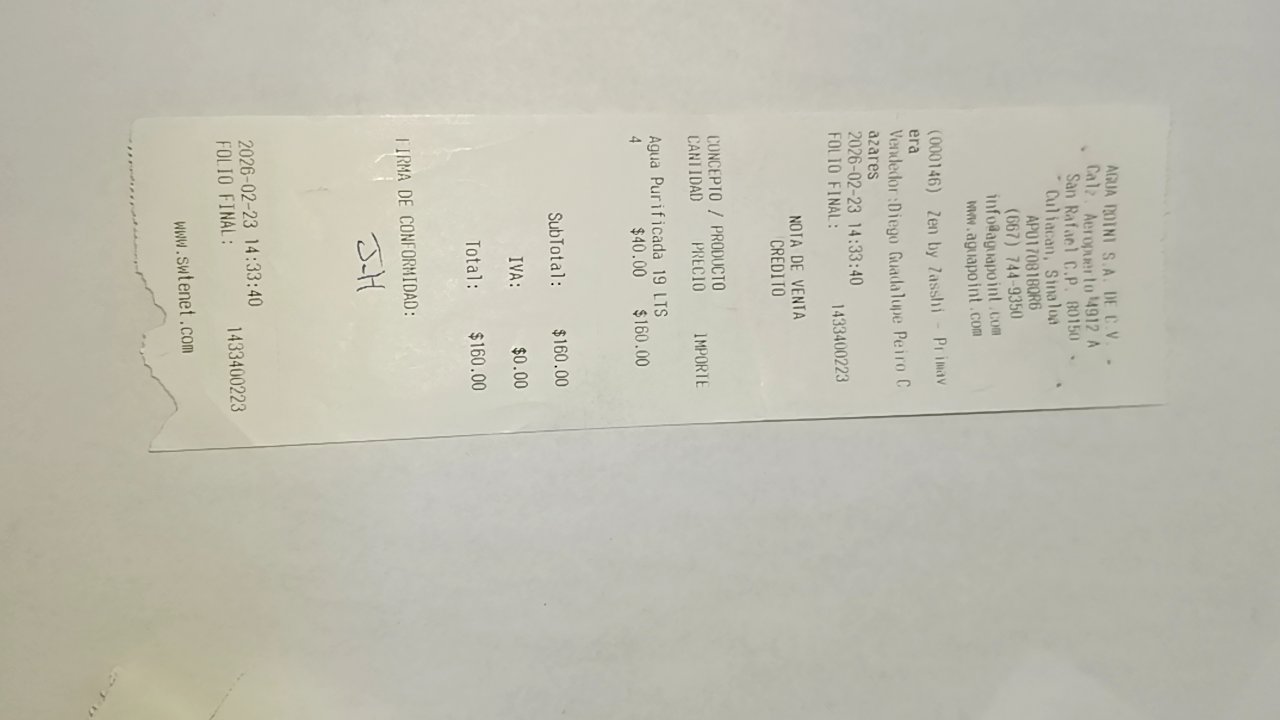 AQUA POINT S.A. DE C.V.
Calz. Aeropuerto 4912 A
San Rafael C.P. 80150
Culiacan, Sinaloa
APO170818QR6
(667) 744-9350
info@aguapoint.com
www.aguapoint.com
(000146) Zen by Zasshi - Primav
era
Vendedor:Diego Guadalupe Peiro C
azares
2026-02-23 14:33:40
FOLIO FINAL: 1433400223
NOTA DE VENTA
CREDITO
CONCEPTO / PRODUCTO
CANTIDAD PRECIO IMPORTE
Agua Purificada 19 LTS
4 $40.00 $160.00
SubTotal: $160.00
IVA: $0.00
Total: $160.00
FIRMA DE CONFORMIDAD:
J-H
2026-02-23 14:33:40
FOLIO FINAL: 1433400223
www.swtenet.com